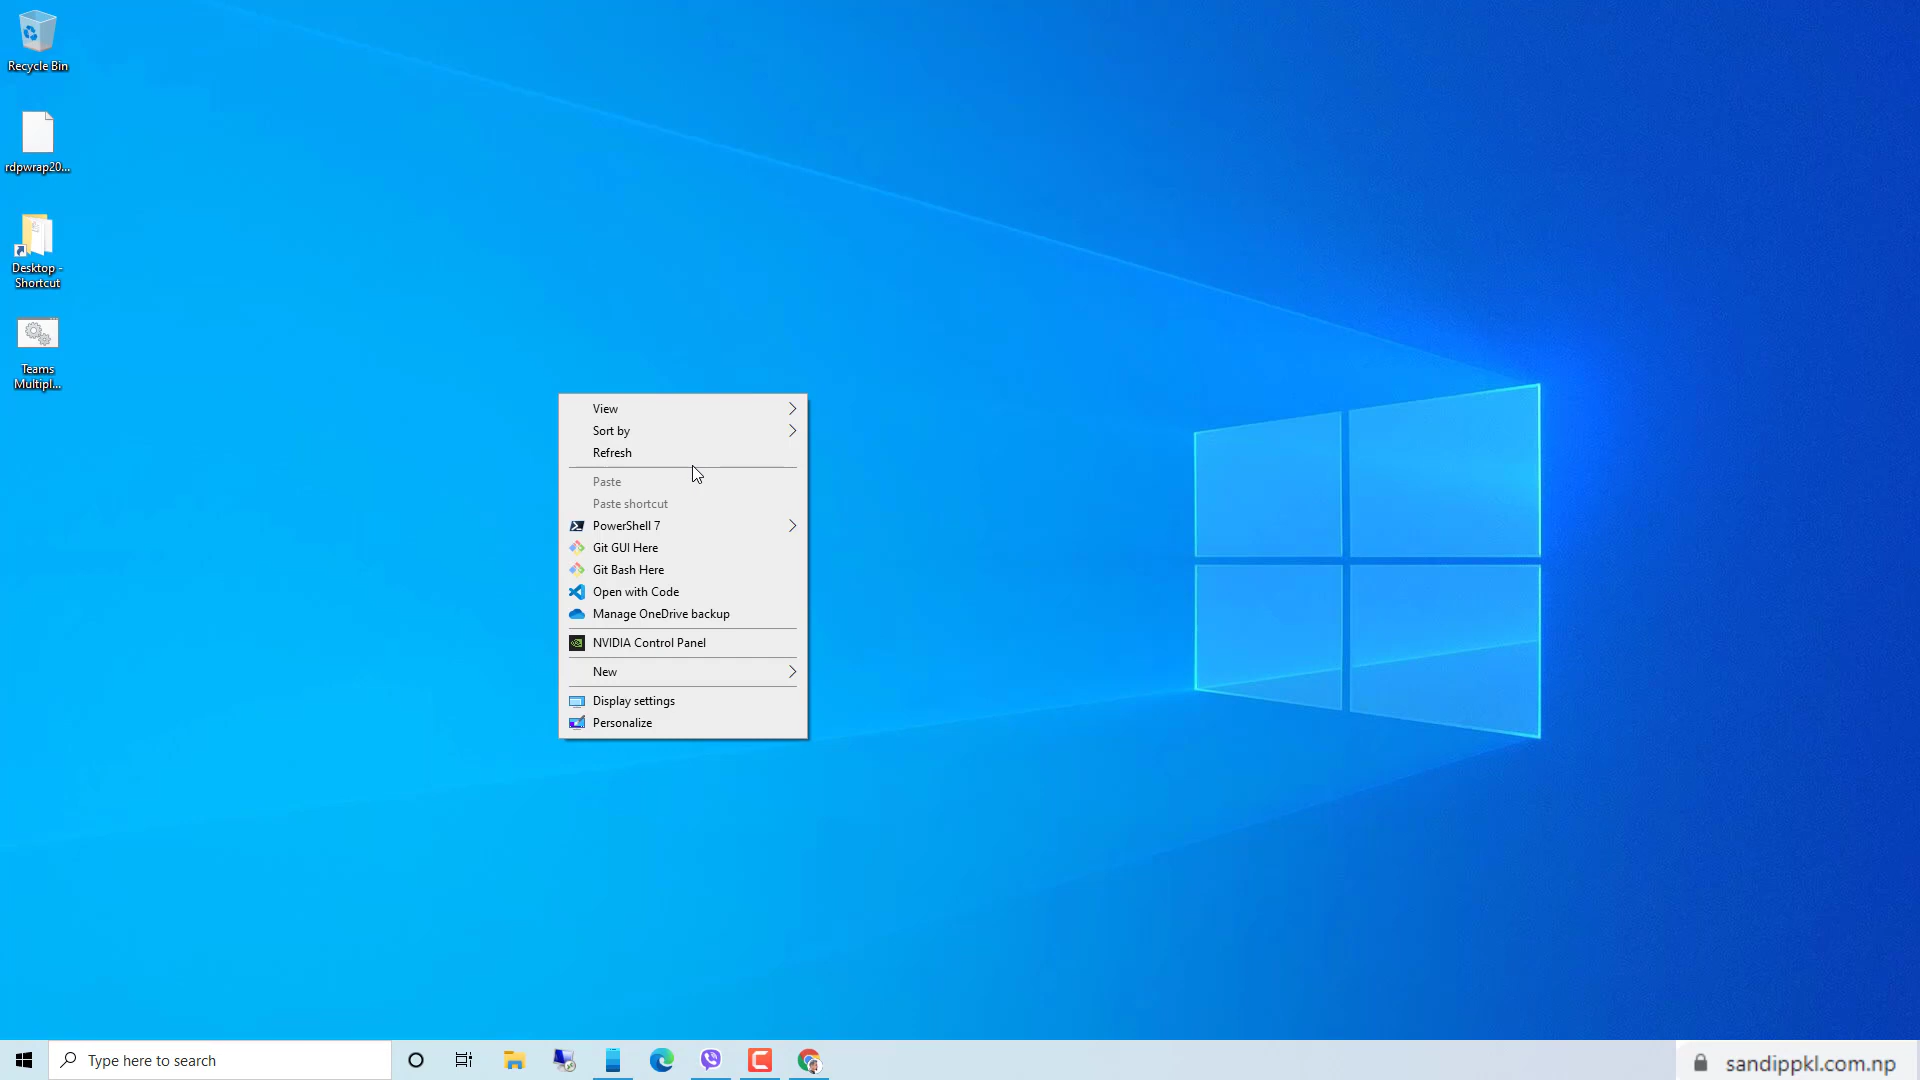 Recycle Bin
rdpwrap20...
Desktop -
Shortcut
Teams
Multipl...
View
Sort by
Refresh
Paste
Paste shortcut
PowerShell 7
Git GUI Here
Git Bash Here
Open with Code
Manage OneDrive backup
NVIDIA Control Panel
New
Display settings
Personalize
Type here to search
sandippkl.com.np